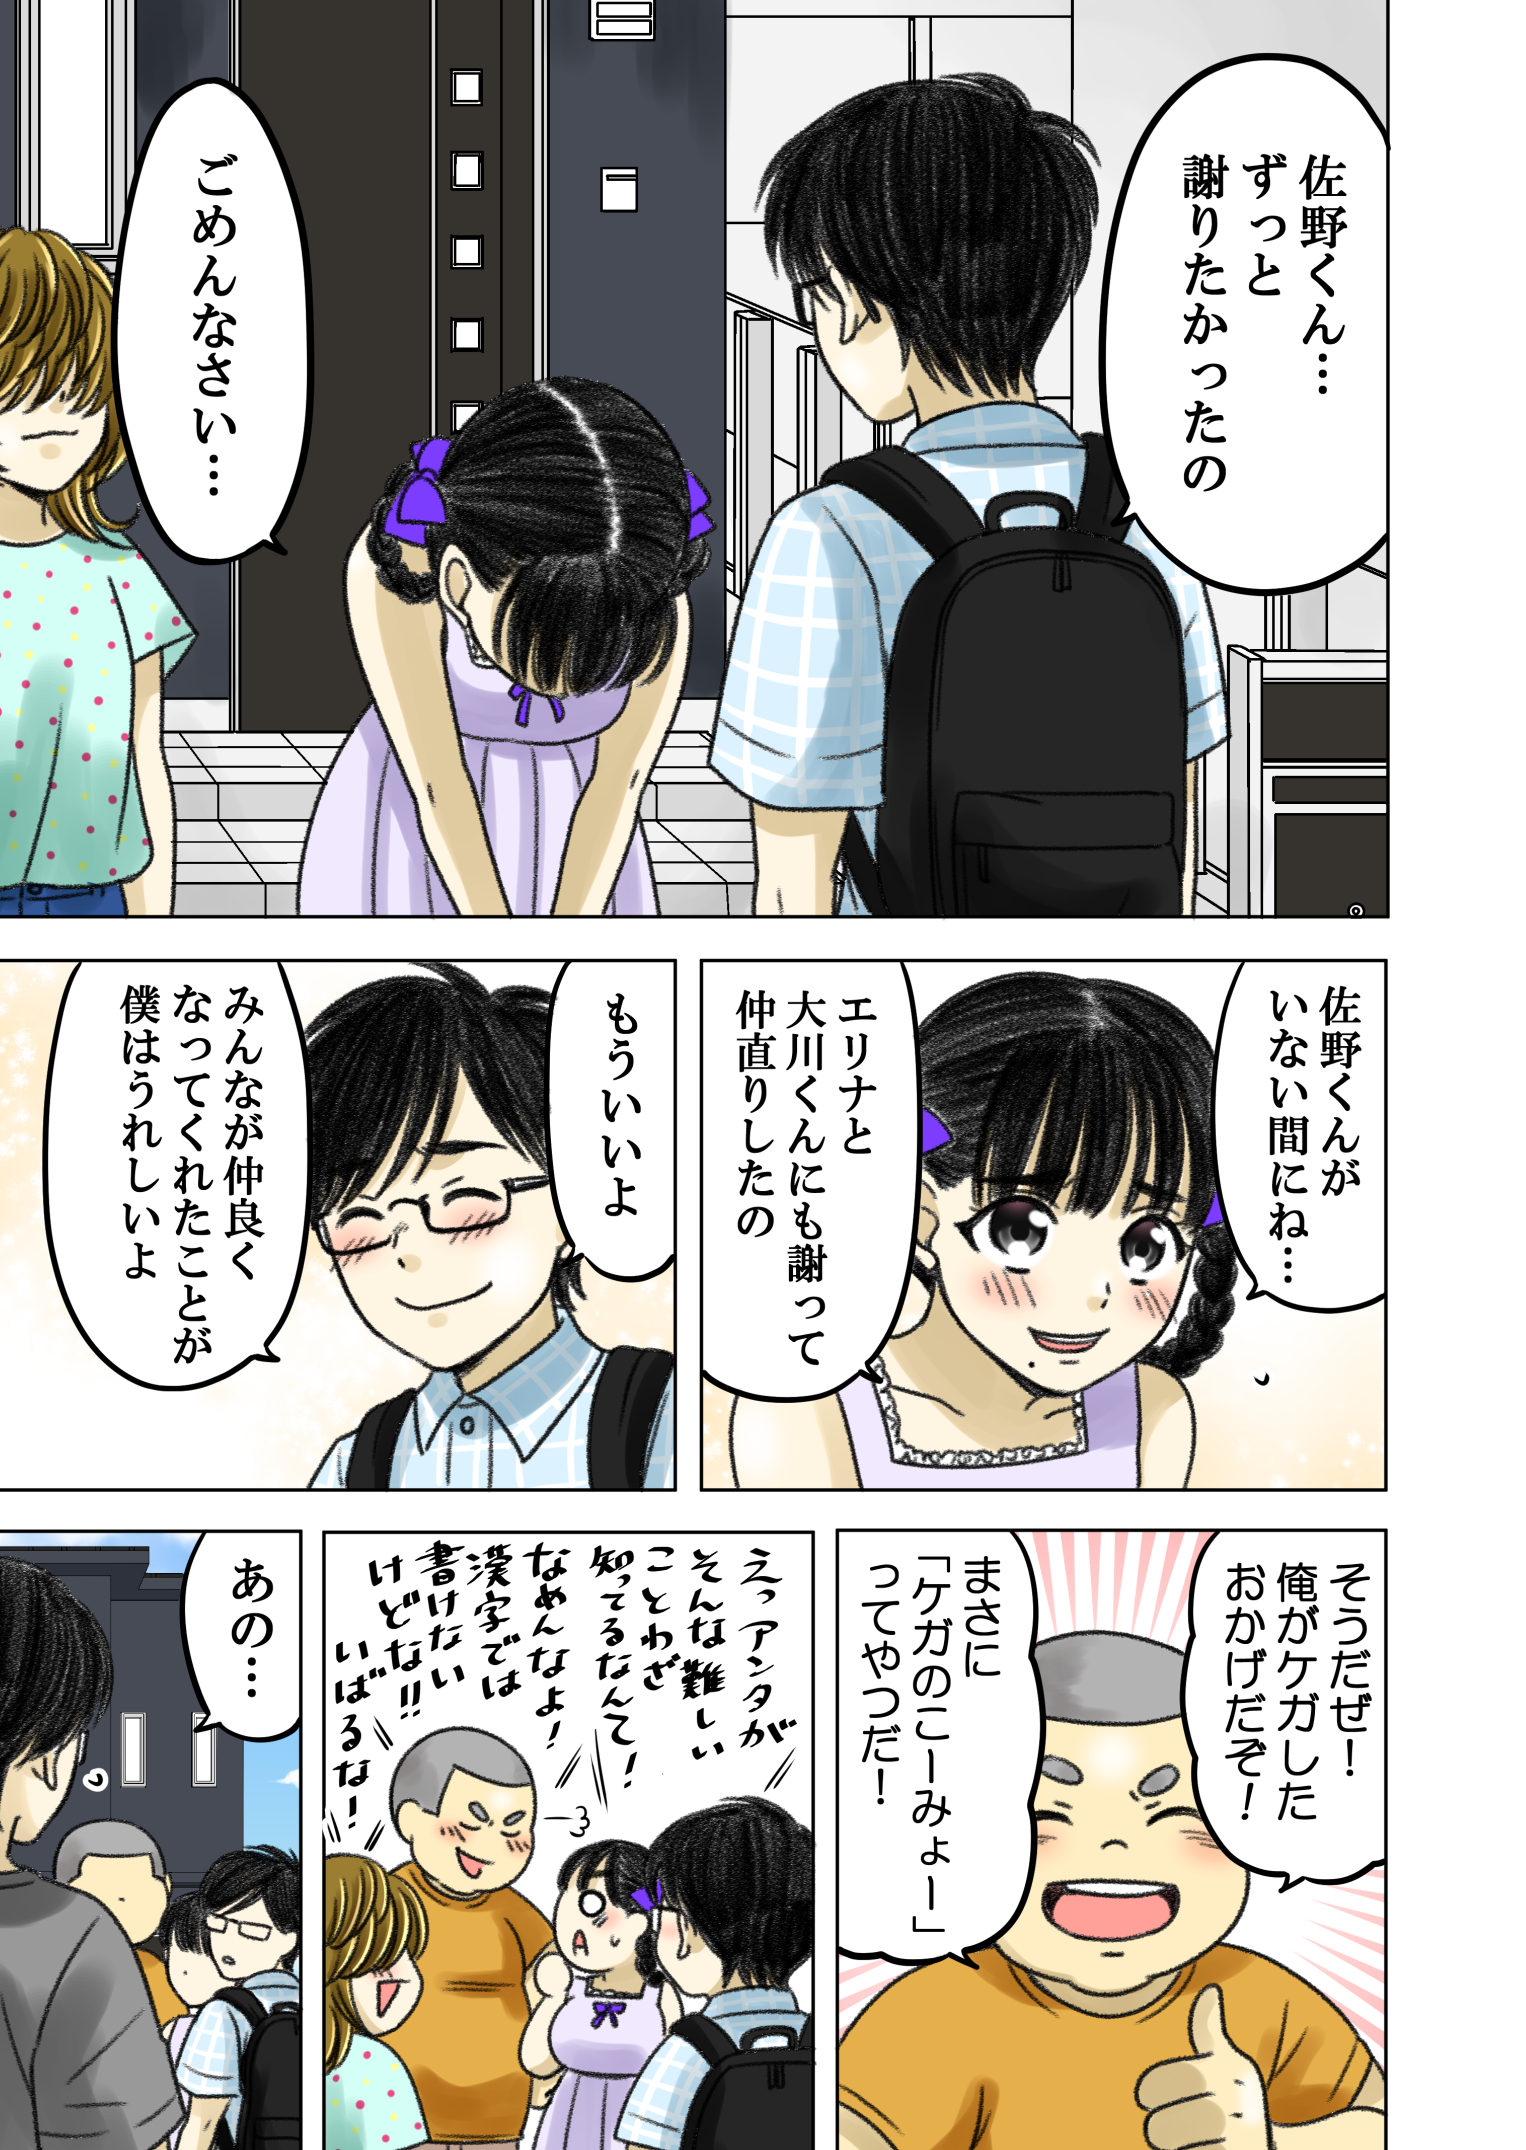 佐野くん…
ずっと
謝りたかったの
ごめんなさい…
佐野くんが
いない間にね…
エリナと
大川くんにも謝って
仲直りしたの
もういいよ
みんなが仲良く
なってくれたことが
僕はうれしいよ
そうだぜ！
俺がケガした
おかげだぞ！
まさに
「ケガのこーみょー」
ってやつだ！
えっアンタが
そんな難しい
ことわざ
知ってるなんて！
なめんなよ！
漢字では
書けない
けどな!!
いばるな！
あの…